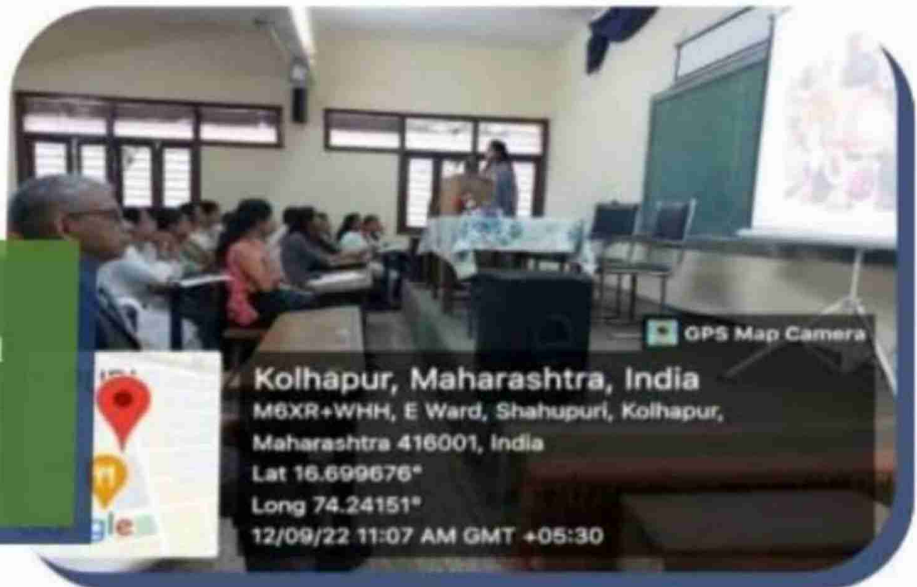 GPS Map Camera
Kolhapur, Maharashtra, India
M6XR+WHH, E Ward, Shahupuri, Kolhapur,
Maharashtra 416001, India
Lat 16.699676°
Long 74.24151°
12/09/22 11:07 AM GMT +05:30